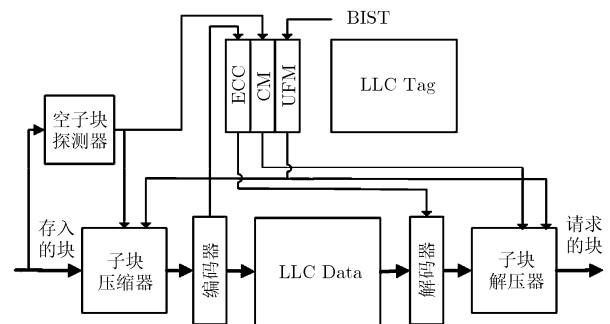 BIST
ECC
CM
UFM
LLC Tag
空子块
探测器
存入
的块
子块
压缩器
编码器
LLC Data
解码器
子块
解压器
请求
的块